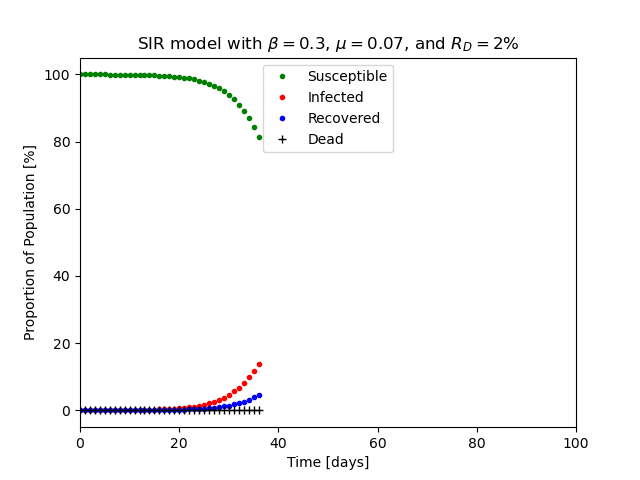 SIR model with β = 0.3, μ = 0.07, and R_D = 2%
Susceptible
Infected
Recovered
Dead
Proportion of Population [%]
100
80
60
40
20
0
0 20 40 60 80 100
Time [days]